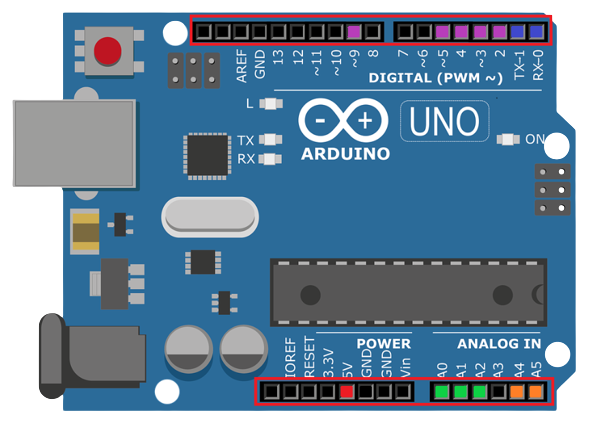 AREF
GND
13
12
~11
~10
~9
8
7
~6
~5
4
~3
2
TX-1
RX-0
DIGITAL (PWM ~)
L
TX
RX
ARDUINO
UNO
ON
POWER
ANALOG IN
IOREF
RESET
3.3V
5V
GND
GND
Vin
A0
A1
A2
A3
A4
A5